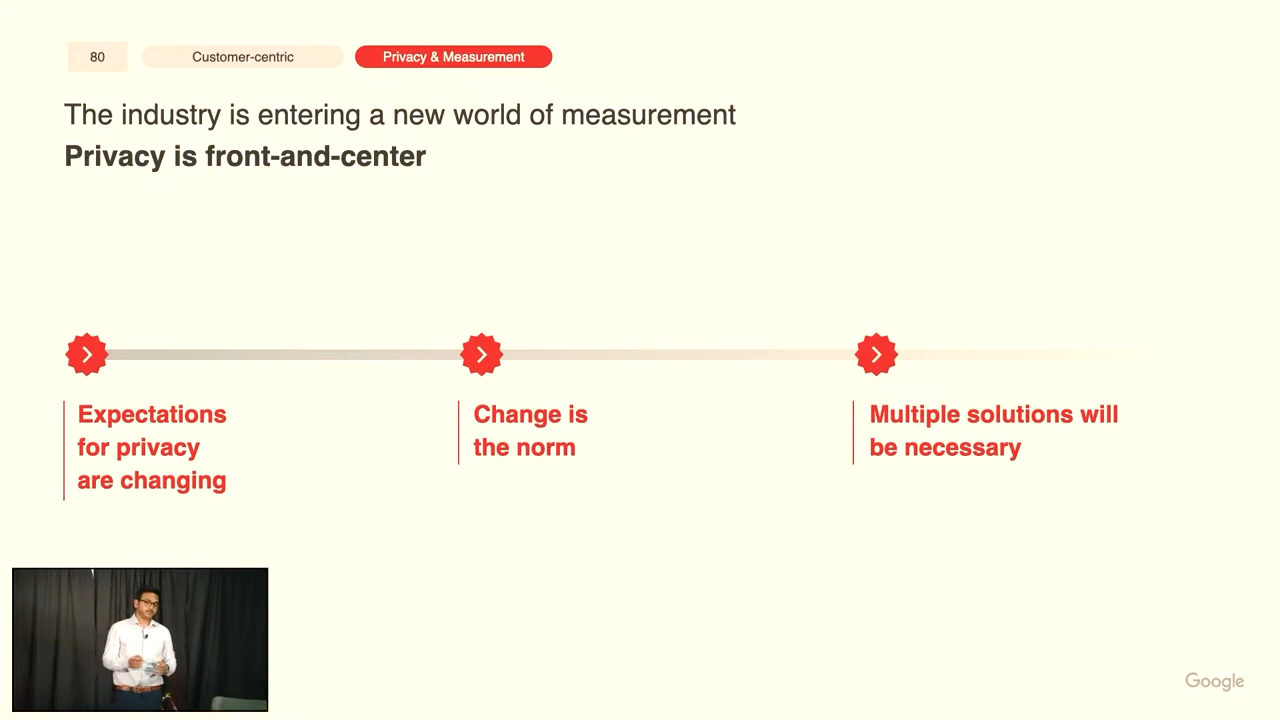 80
Customer-centric
Privacy & Measurement
The industry is entering a new world of measurement
Privacy is front-and-center
Expectations
for privacy
are changing
Change is
the norm
Multiple solutions will
be necessary
Google